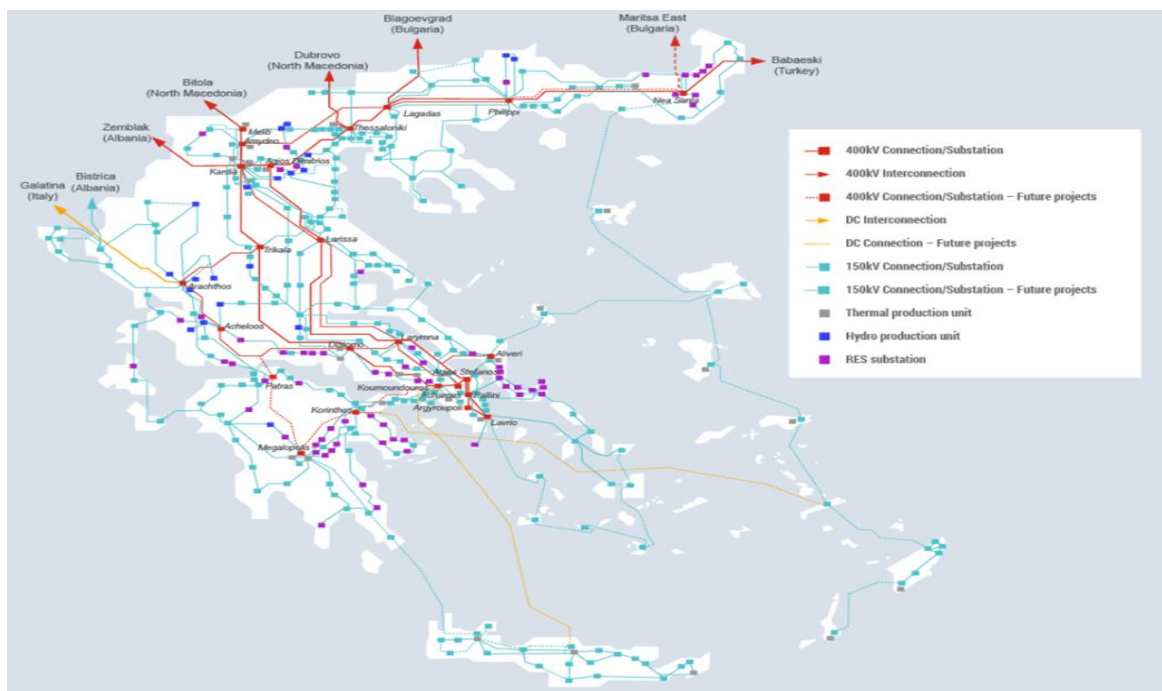 Blagoevgrad
(Bulgaria)
Maritsa East
(Bulgaria)
Dubrovo
(North Macedonia)
Babaeski
(Turkey)
Bitola
(North Macedonia)
Zemblak
(Albania)
Bistrica
(Albania)
Galatina
(Italy)
Nea Santa
Philippi
Lagadas
Thessaloniki
Meliti
Amydeo
Agios Dimitrios
Kardia
Larissa
Trikala
Arachthos
Acheloos
Distomo
Larymna
Aliveri
Agios Stefanos
Koumoundouros
Acharnes
Pallini
Argyroupoli
Lavrio
Patras
Korinthos
Megalopolis
400kV Connection/Substation
400kV Interconnection
400kV Connection/Substation – Future projects
DC Interconnection
DC Connection – Future projects
150kV Connection/Substation
150kV Connection/Substation – Future projects
Thermal production unit
Hydro production unit
RES substation